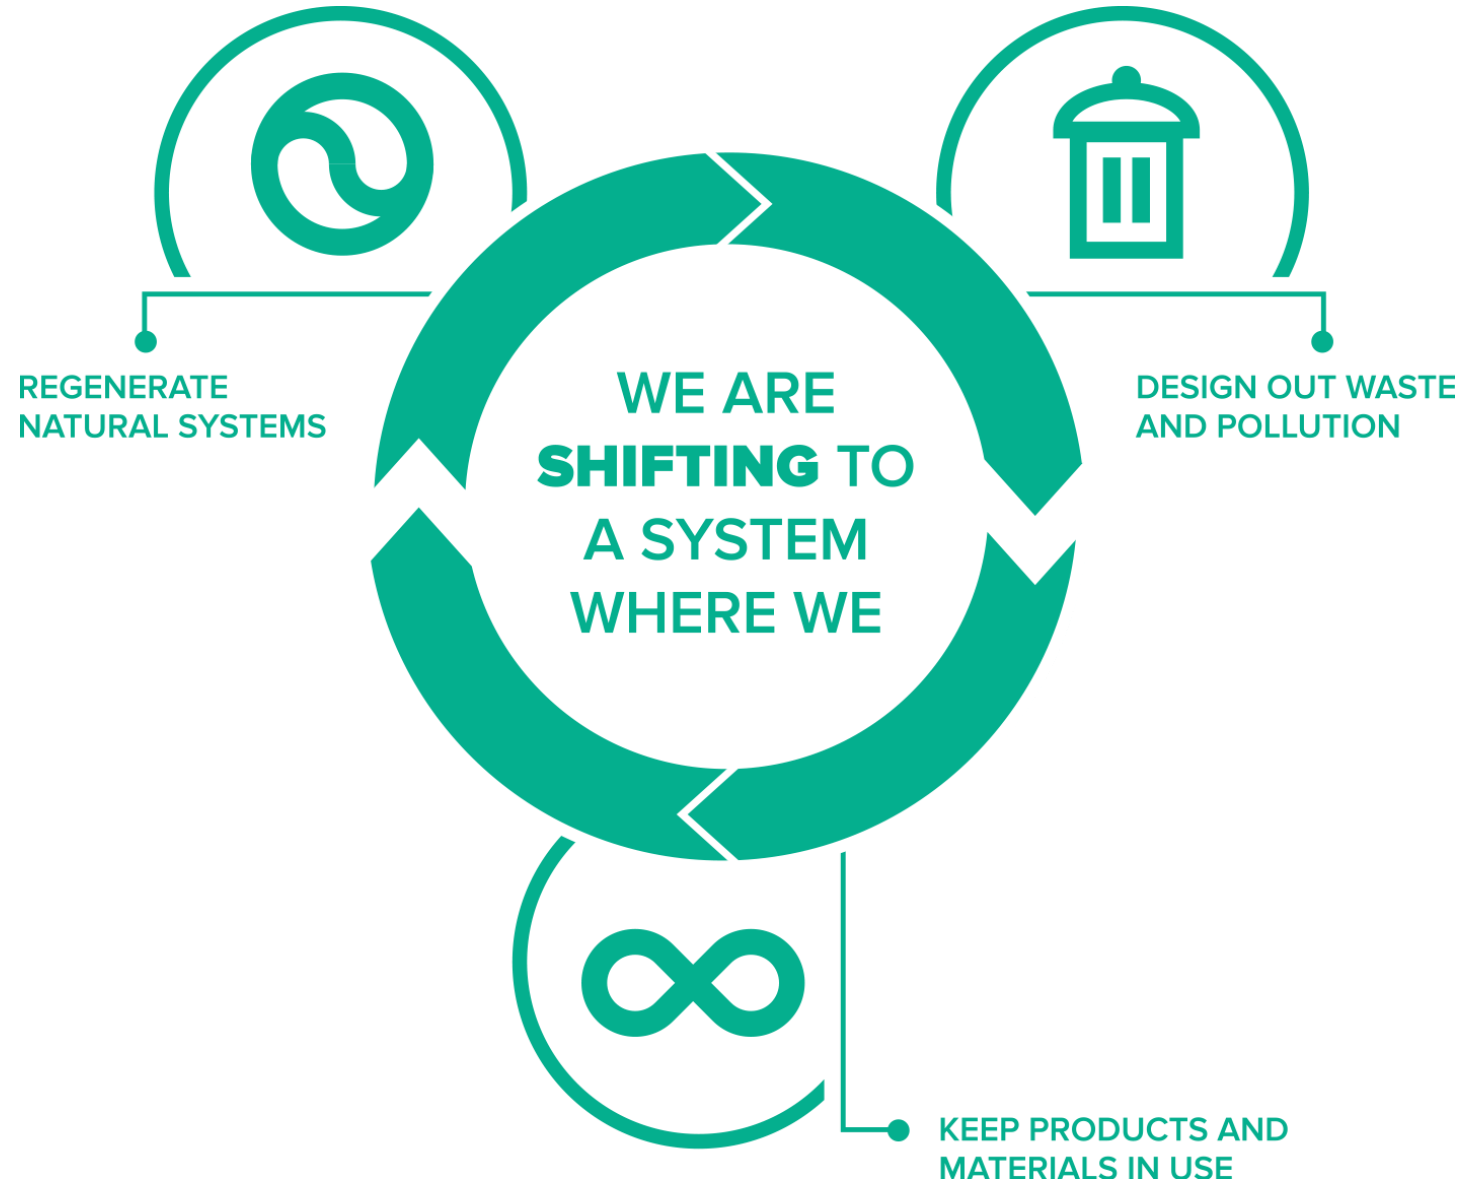 REGENERATE
NATURAL SYSTEMS
DESIGN OUT WASTE
AND POLLUTION
WE ARE
SHIFTING TO
A SYSTEM
WHERE WE
KEEP PRODUCTS AND
MATERIALS IN USE